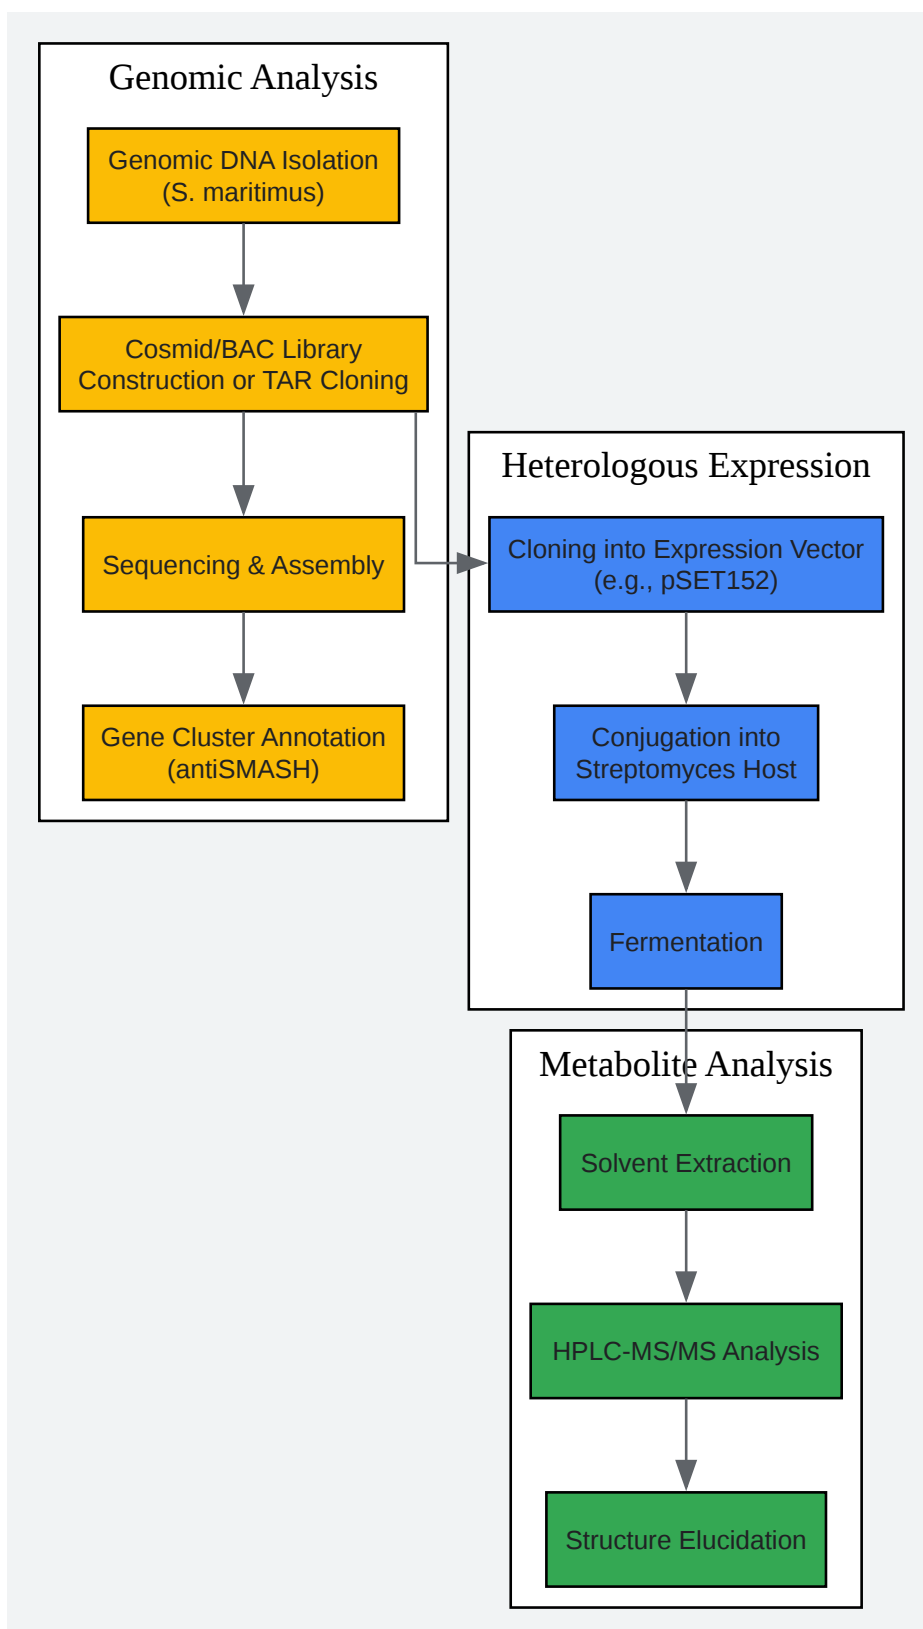 Genomic Analysis
Genomic DNA Isolation
(S. maritimus)
Cosmid/BAC Library
Construction or TAR Cloning
Sequencing & Assembly
Gene Cluster Annotation
(antiSMASH)
Heterologous Expression
Cloning into Expression Vector
(e.g., pSET152)
Conjugation into
Streptomyces Host
Fermentation
Metabolite Analysis
Solvent Extraction
HPLC-MS/MS Analysis
Structure Elucidation